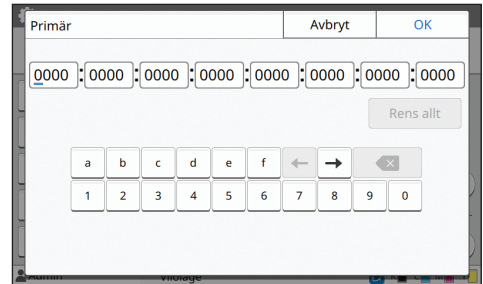 Primär Avbryt OK
0000 : 0000 : 0000 : 0000 : 0000 : 0000 : 0000 : 0000
Rens allt
a b c d e f ← →
1 2 3 4 5 6 7 8 9 0
Admin Viloläge